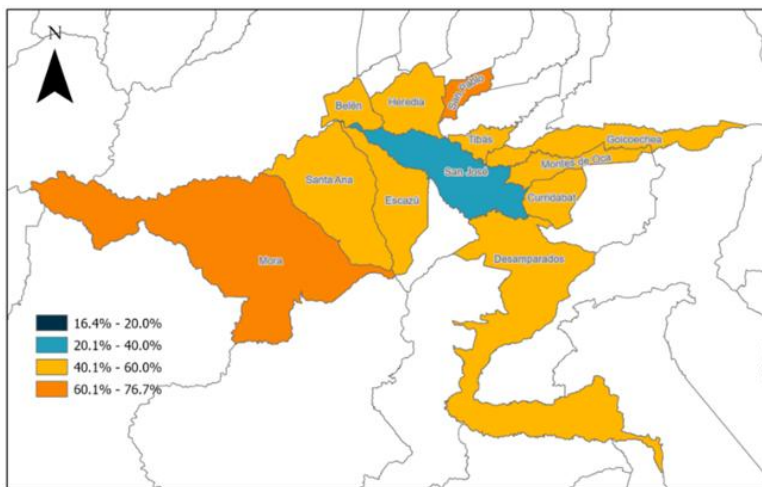 N
San Pablo
Belén
Heredia
Tibás
Goicoechea
Montes de Oca
San José
Santa Ana
Escazú
Curridabat
Mora
Desamparados
16.4% - 20.0%
20.1% - 40.0%
40.1% - 60.0%
60.1% - 76.7%